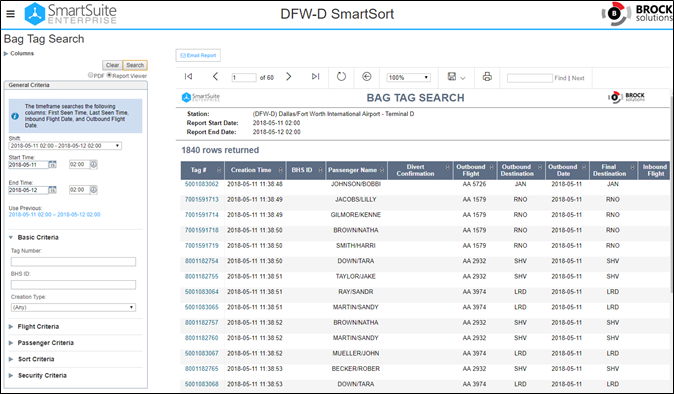 SmartSuite
ENTERPRISE
DFW-D SmartSort
BROCK
solutions
Bag Tag Search
Columns
Clear Search
PDF Report Viewer
General Criteria
The timeframe searches the following
columns: First Seen Time, Last Seen Time,
Inbound Flight Date, and Outbound Flight
Date.
Shift:
2018-05-11 02:00 - 2018-05-12 02:00
Start Time:
2018-05-11 02:00
End Time:
2018-05-12 02:00
Use Previous:
2018-05-11 02:00 – 2018-05-12 02:00
Basic Criteria
Tag Number:
BHS ID:
Creation Type:
(Any)
Flight Criteria
Passenger Criteria
Sort Criteria
Security Criteria
Email Report
1 of 60 100% Find | Next
SmartSuite
ENTERPRISE
BAG TAG SEARCH
BROCK
solutions
Station: (DFW-D) Dallas/Fort Worth International Airport - Terminal D
Report Start Date: 2018-05-11 02:00
Report End Date: 2018-05-12 02:00
1840 rows returned
Tag # Creation Time BHS ID Passenger Name Divert Confirmation Outbound Flight Outbound Destination Outbound Date Final Destination Inbound Flight
5001083062 2018-05-11 11:38:48 JOHNSON/BOBBI AA 5726 JAN 2018-05-11 JAN
7001591713 2018-05-11 11:38:49 JACOBS/LILLY AA 1579 RNO 2018-05-11 RNO
7001591714 2018-05-11 11:38:49 GILMORE/KENNE AA 1579 RNO 2018-05-11 RNO
7001591718 2018-05-11 11:38:50 BROWN/NATHA AA 1579 RNO 2018-05-11 RNO
7001591719 2018-05-11 11:38:50 SMITH/HARRI AA 1579 RNO 2018-05-11 RNO
8001182754 2018-05-11 11:38:50 DOWN/TARA AA 2932 SHV 2018-05-11 SHV
8001182755 2018-05-11 11:38:51 TAYLOR/JAKE AA 2932 SHV 2018-05-11 SHV
5001083064 2018-05-11 11:38:51 RAY/SANDR AA 3974 LRD 2018-05-11 LRD
5001083065 2018-05-11 11:38:51 MARTIN/SANDY AA 3974 LRD 2018-05-11 LRD
8001182757 2018-05-11 11:38:52 BROWN/NATHA AA 2932 SHV 2018-05-11 SHV
8001182760 2018-05-11 11:38:52 MARTIN/SANDY AA 2932 SHV 2018-05-11 SHV
5001083067 2018-05-11 11:38:52 MUELLER/JOHN AA 3974 LRD 2018-05-11 LRD
8001182765 2018-05-11 11:38:53 BECKER/ROBER AA 2932 SHV 2018-05-11 SHV
5001083068 2018-05-11 11:38:53 DOWN/TARA AA 3974 LRD 2018-05-11 LRD